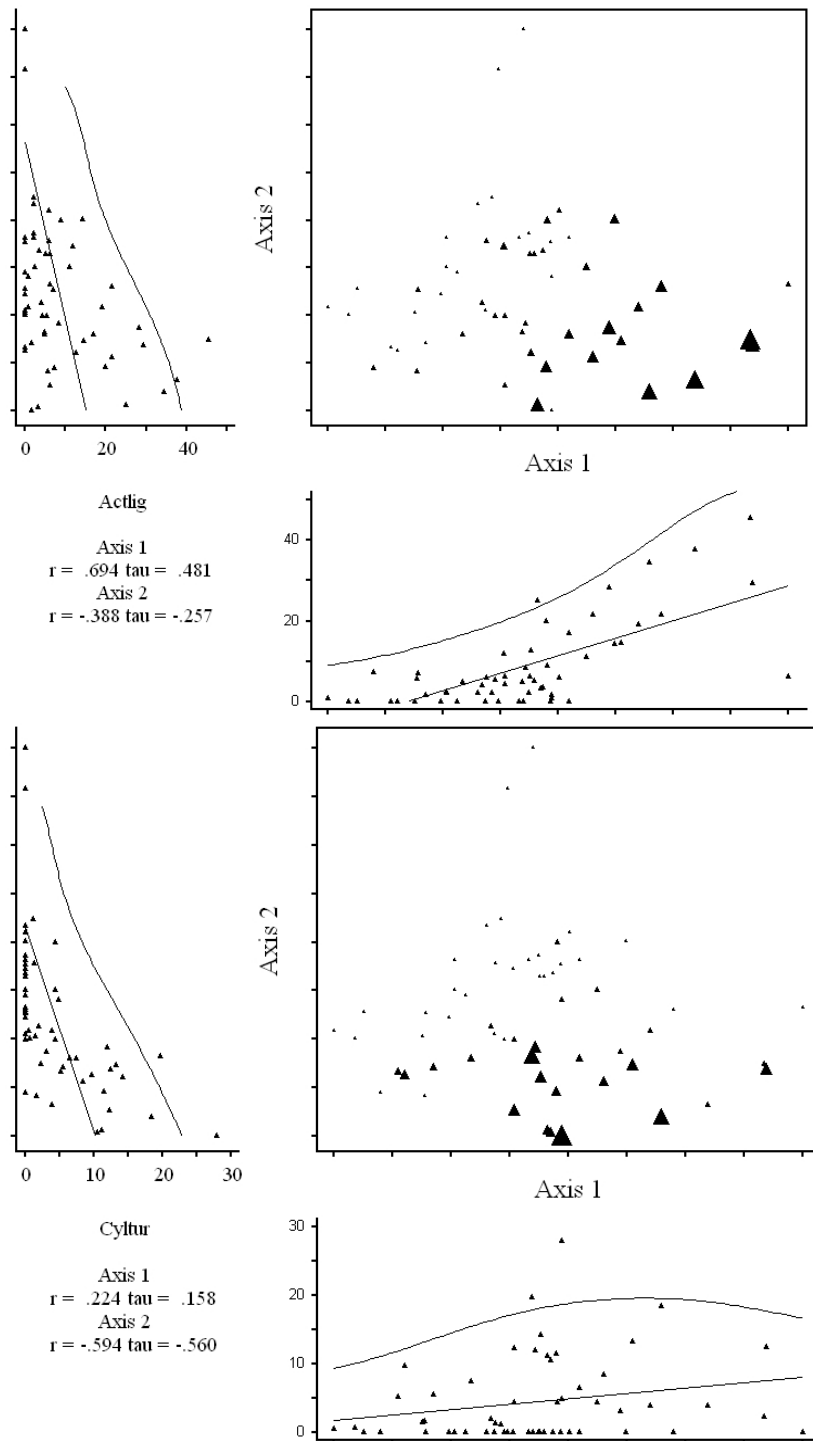 Axis 2
0 20 40
Axis 1
Actlig
Axis 1
r = .694 tau = .481
Axis 2
r = -.388 tau = -.257
40
20
0
Axis 2
0 10 20 30
Axis 1
Cyltur
Axis 1
r = .224 tau = .158
Axis 2
r = -.594 tau = -.560
30
20
10
0